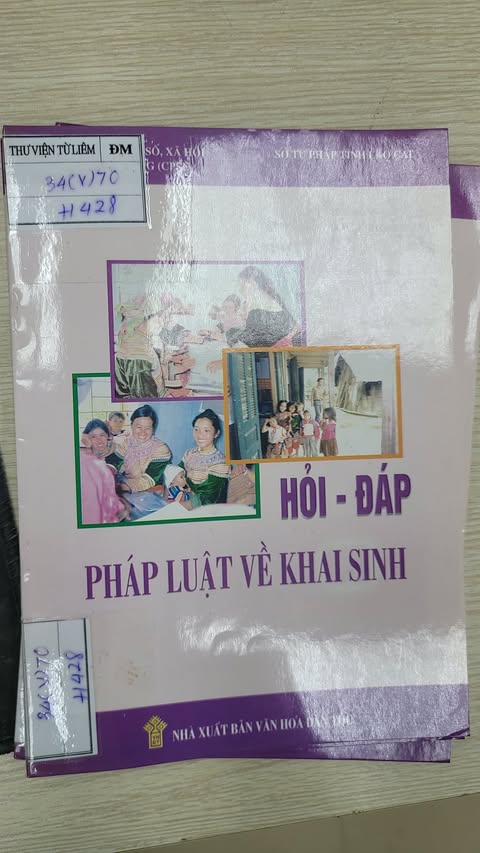 THƯ VIỆN TỪ LIÊM ĐM
34(V)70
H428
SỐ, XÃ HỘI
SỞ TƯ PHÁP TỈNH LÀO CAI
HỎI - ĐÁP
PHÁP LUẬT VỀ KHAI SINH
34(V)70
H428
NHÀ XUẤT BẢN VĂN HÓA DÂN TỘC